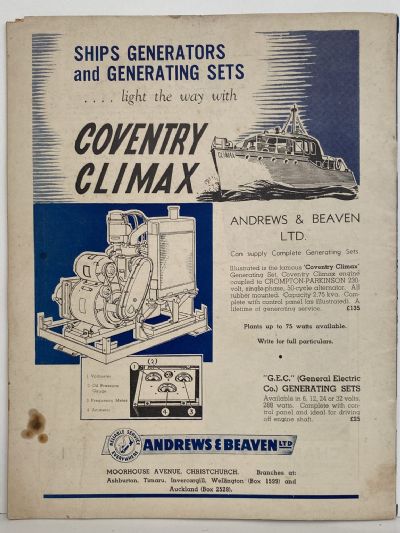 SHIPS GENERATORS
and GENERATING SETS
. . . . light the way with
COVENTRY
CLIMAX
CLIMAX
ANDREWS & BEAVEN
LTD.
Can supply Complete Generating Sets.
Illustrated is the famous "Coventry Climax"
Generating Set. Coventry Climax engine
coupled to CROMPTON-PARKINSON 230
volt, single-phase, 50-cycle alternator. All
rubber mounted. Capacity 2.75 kva. Com-
plete with control panel (as illustrated). A
lifetime of generating service. £135
Plants up to 75 watts available.
Write for full particulars.
"G.E.C." (General Electric
Co.) GENERATING SETS
Available in 6, 12, 24 or 32 volts,
288 watts. Complete with con-
trol panel and ideal for driving
off engine shaft. £25
1 Voltmeter
2 Oil Pressure
Gauge
3 Frequency Meter
4 Ammeter
(1) (2)
4 3
RELIABLE SERVICE
EVERYWHERE
ANDREWS & BEAVEN LTD
MOORHOUSE AVENUE, CHRISTCHURCH. Branches at:
Ashburton, Timaru, Invercargill, Wellington (Box 1599) and
Auckland (Box 2528).